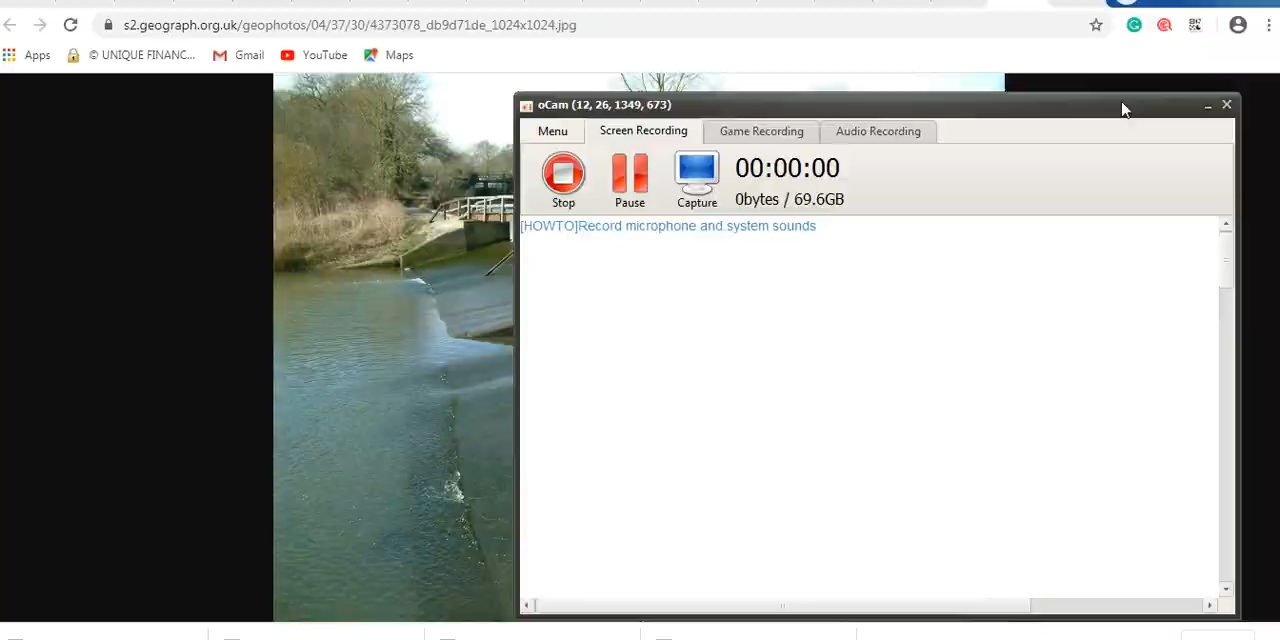 s2.geograph.org.uk/geophotos/04/37/30/4373078_db9d71de_1024x1024.jpg
Apps © UNIQUE FINANC... Gmail YouTube Maps
oCam (12, 26, 1349, 673)
Menu Screen Recording Game Recording Audio Recording
00:00:00
Stop Pause Capture 0bytes / 69.6GB
[HOWTO]Record microphone and system sounds